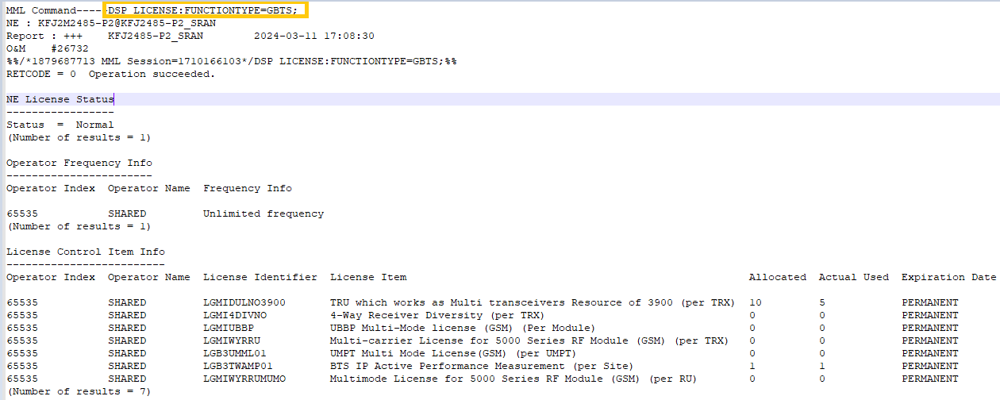 MML Command-----DSP LICENSE:FUNCTIONTYPE=GBTS;
NE : KFJ2M2485-P2@KFJ2485-P2_SRAN
Report : +++    KFJ2485-P2_SRAN        2024-03-11 17:08:30
O&M    #26732
%%/*1879687713 MML Session=1710166103*/DSP LICENSE:FUNCTIONTYPE=GBTS;%%
RETCODE = 0  Operation succeeded.
NE License Status
-----------------
Status  =  Normal
(Number of results = 1)
Operator Frequency Info
-----------------------
Operator Index  Operator Name  Frequency Info
65535           SHARED         Unlimited frequency
(Number of results = 1)
License Control Item Info
-------------------------
Operator Index  Operator Name  License Identifier  License Item                                                      Allocated  Actual Used  Expiration Date
65535           SHARED         LGMIDULNO3900       TRU which works as Multi transceivers Resource of 3900 (per TRX)  10         5            PERMANENT
65535           SHARED         LGMI4DIVNO          4-Way Receiver Diversity (per TRX)                                0          0            PERMANENT
65535           SHARED         LGMIUBBP            UBBP Multi-Mode license (GSM) (Per Module)                        0          0            PERMANENT
65535           SHARED         LGMIWYRRU           Multi-carrier License for 5000 Series RF Module (GSM) (per TRX)   0          0            PERMANENT
65535           SHARED         LGB3UMML01          UMPT Multi Mode License(GSM) (per UMPT)                           0          0            PERMANENT
65535           SHARED         LGB3TWAMP01         BTS IP Active Performance Measurement (per Site)                  1          1            PERMANENT
65535           SHARED         LGMIWYRRUMUMO       Multimode License for 5000 Series RF Module (GSM) (per RU)        0          0            PERMANENT
(Number of results = 7)